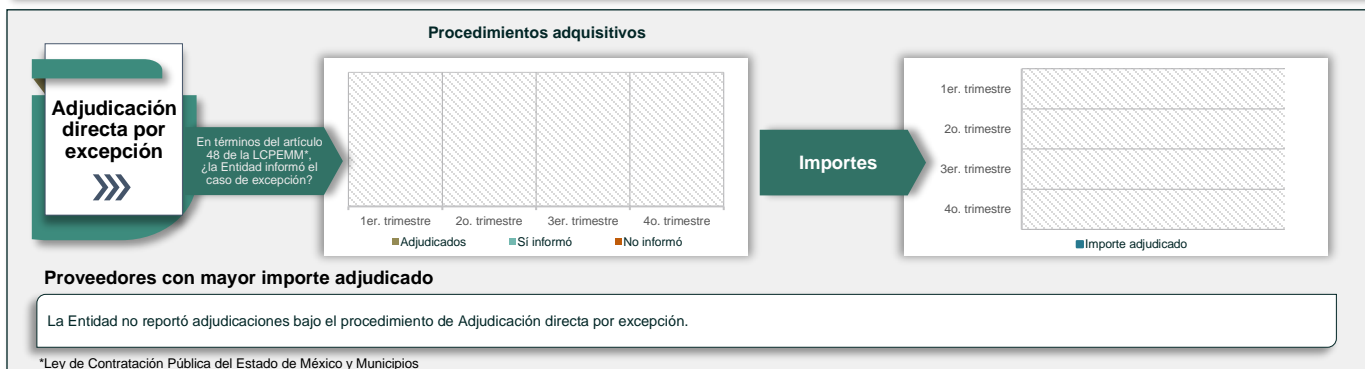 Procedimientos adquisitivos
Adjudicación
directa por
excepción
En términos del artículo
48 de la LCPEMM*,
¿la Entidad informó el
caso de excepción?
1er. trimestre 2o. trimestre 3er. trimestre 4o. trimestre
Adjudicados Sí informó No informó
Importes
1er. trimestre
2o. trimestre
3er. trimestre
4o. trimestre
Importe adjudicado
Proveedores con mayor importe adjudicado
La Entidad no reportó adjudicaciones bajo el procedimiento de Adjudicación directa por excepción.
*Ley de Contratación Pública del Estado de México y Municipios